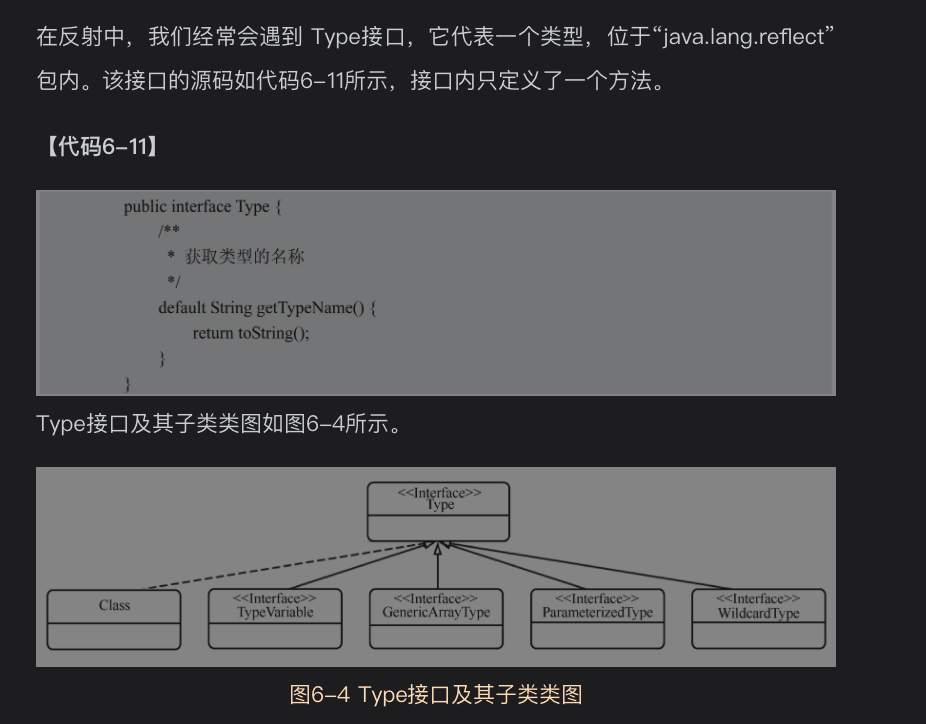 在反射中，我们经常会遇到 Type接口，它代表一个类型，位于“java.lang.reflect”
包内。该接口的源码如代码6-11所示，接口内只定义了一个方法。
【代码6-11】
public interface Type {
/**
* 获取类型的名称
*/
default String getTypeName() {
return toString();
}
}
Type接口及其子类类图如图6-4所示。
<<Interface>>
Type
Class
<<Interface>>
TypeVariable
<<Interface>>
GenericArrayType
<<Interface>>
ParameterizedType
<<Interface>>
WildcardType
图6-4 Type接口及其子类类图